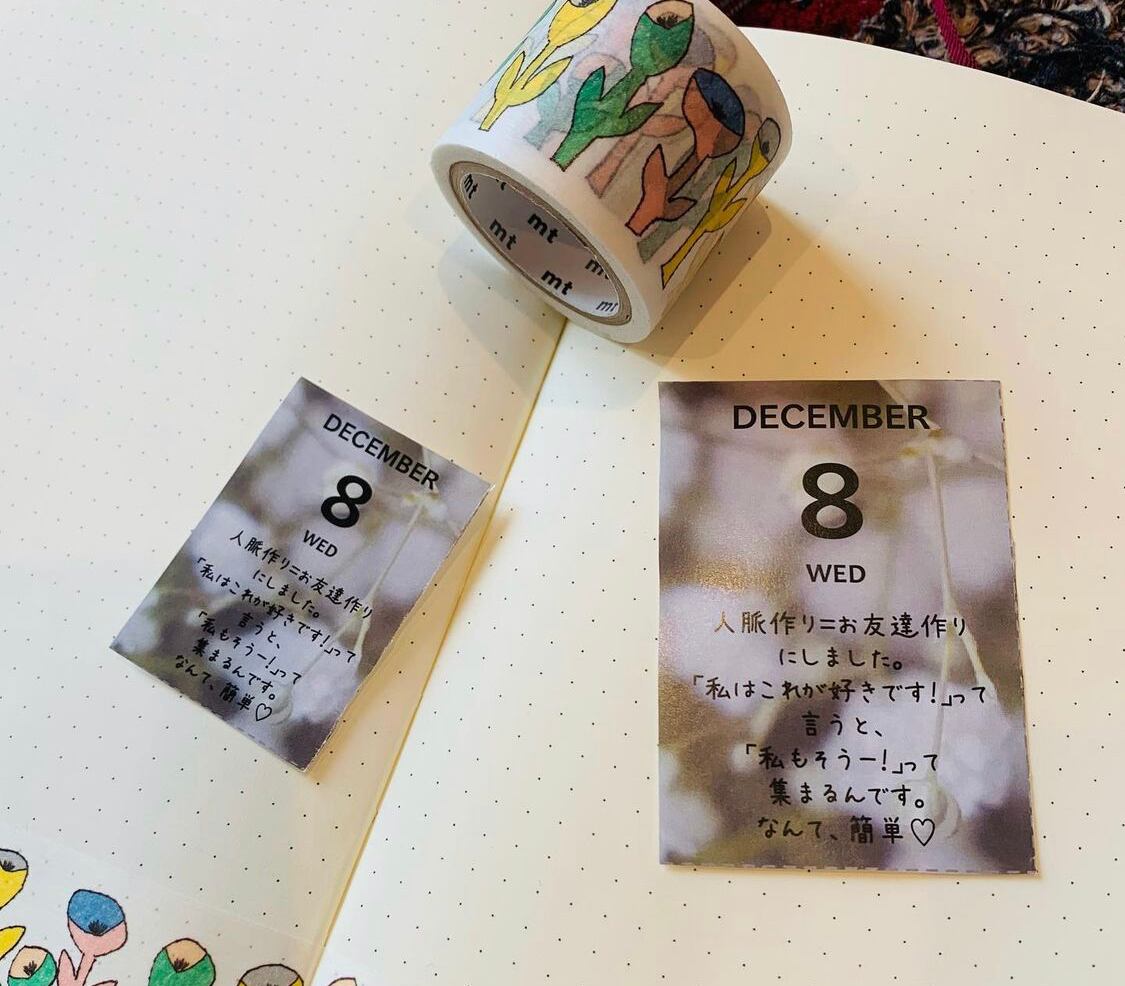 mt
mt
mt
mt
mt
mt
DECEMBER
8
WED
人脈作り=お友達作り
にしました。
「私はこれが好きです!」って
言うと、
「私もそうー!」って
集まるんです。
なんて、簡単♡
DECEMBER
8
WED
人脈作り=お友達作り
にしました。
「私はこれが好きです!」って
言うと、
「私もそうー!」って
集まるんです。
なんて、簡単♡